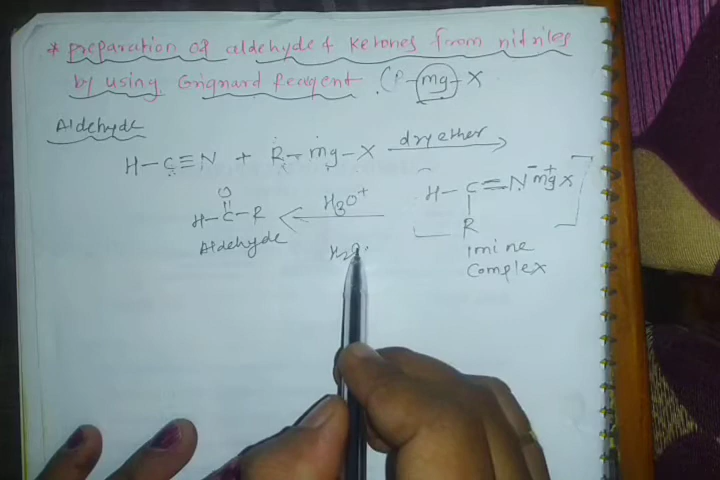 * preparation of aldehyde & Ketones from nitriles
by using Grignard Reagent. (R-mg-X
Aldehyde
H-C≡N + R-mg-X dry ether
H-C=N⁻ mg⁺X
R
imine
Complex
H₃O⁺
H₂O
O
H-C-R
Aldehyde